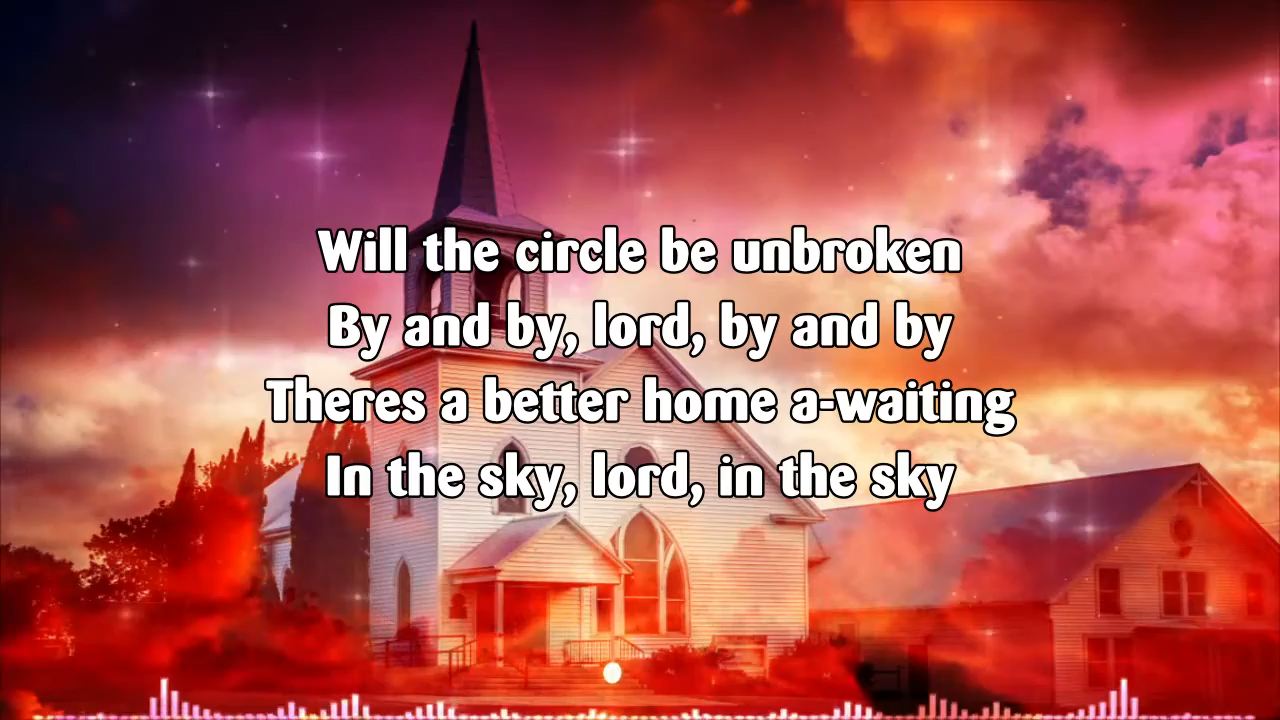 Will the circle be unbroken
By and by, lord, by and by
Theres a better home a-waiting
In the sky, lord, in the sky